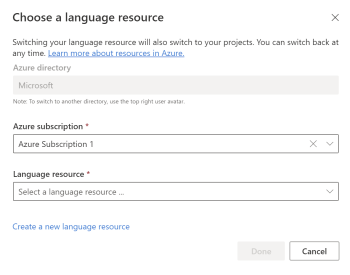 Choose a language resource
Switching your language resource will also switch to your projects. You can switch back at
any time. Learn more about resources in Azure.
Azure directory
Microsoft
Note: To switch to another directory, use the top right user avatar.
Azure subscription *
Azure Subscription 1
Language resource *
Select a language resource ...
Create a new language resource
Done
Cancel